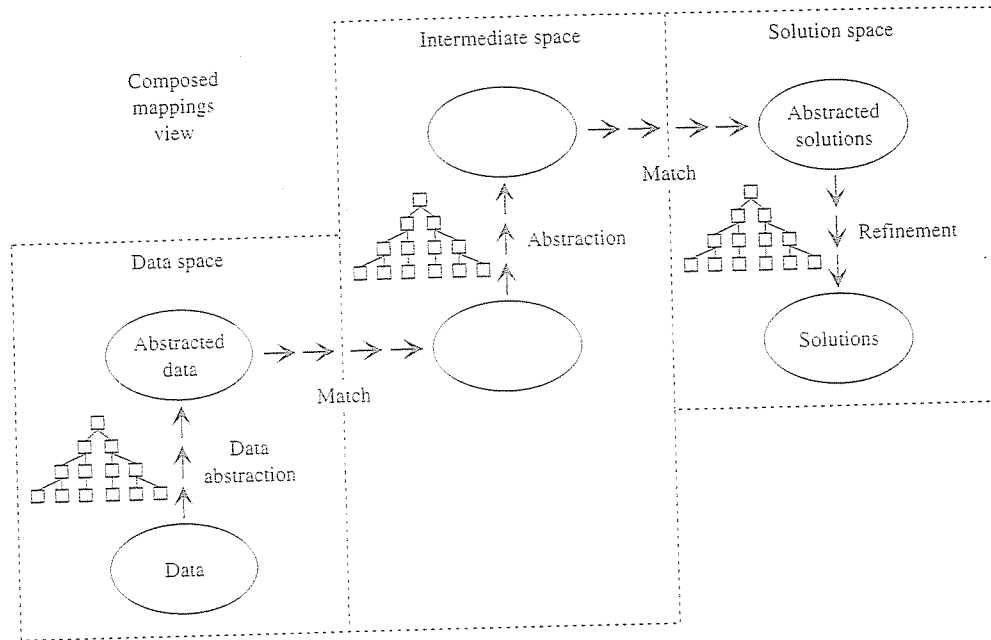 Composed
mappings
view
Intermediate space
Solution space
Abstracted
solutions
Match
Abstraction
Refinement
Data space
Abstracted
data
Solutions
Match
Data
abstraction
Data